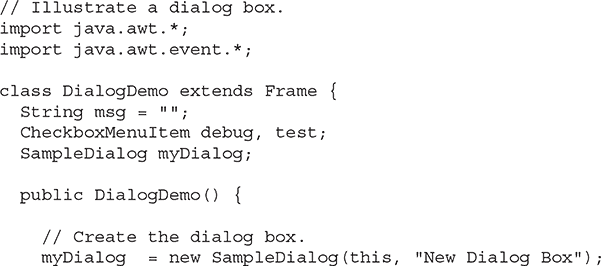 // Illustrate a dialog box.
import java.awt.*;
import java.awt.event.*;

class DialogDemo extends Frame {
  String msg = "";
  CheckboxMenuItem debug, test;
  SampleDialog myDialog;

  public DialogDemo() {

    // Create the dialog box.
    myDialog  = new SampleDialog(this, "New Dialog Box");